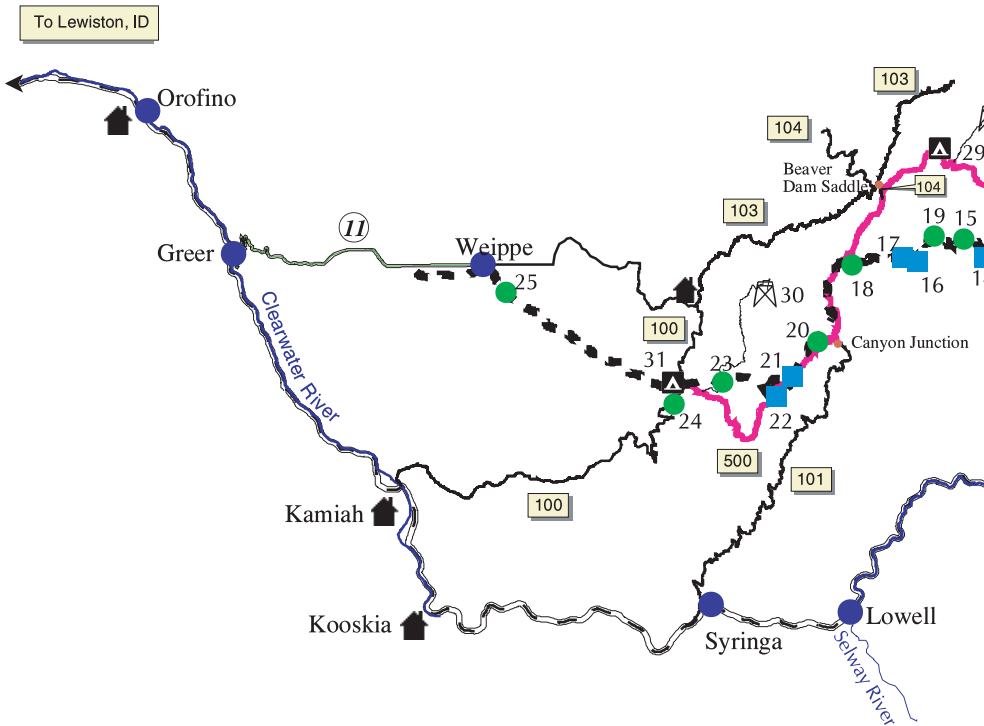 To Lewiston, ID
103
Orofino
104
29
Beaver
Dam Saddle
104
103
19
15
11
Weippe
17
Greer
16
18
25
30
Clearwater River
100
20
Canyon Junction
31
23
21
24
22
500
101
100
Kamiah
Kooskia
Lowell
Syringa
Selway River